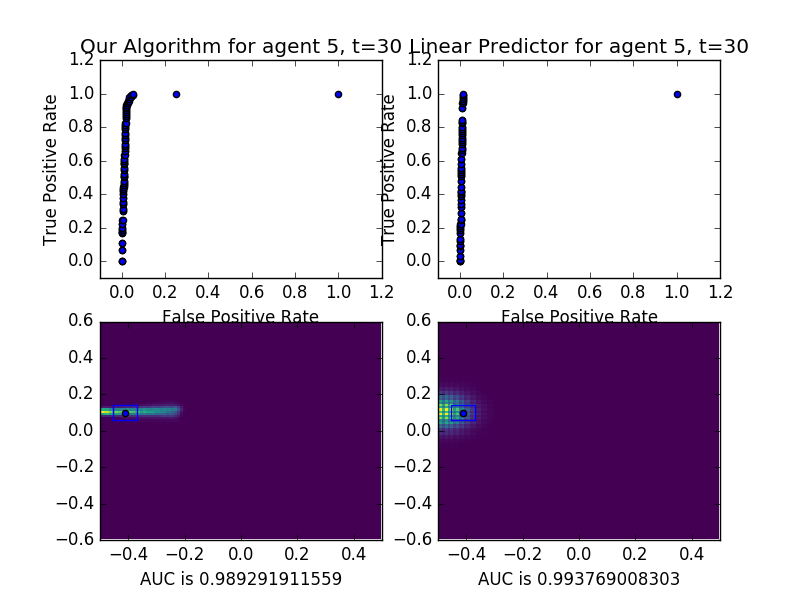 Our Algorithm for agent 5, t=30
Linear Predictor for agent 5, t=30
True Positive Rate
1.2
1.0
0.8
0.6
0.4
0.2
0.0
0.0 0.2 0.4 0.6 0.8 1.0 1.2
False Positive Rate
True Positive Rate
1.2
1.0
0.8
0.6
0.4
0.2
0.0
0.0 0.2 0.4 0.6 0.8 1.0 1.2
False Positive Rate
0.6
0.4
0.2
0.0
−0.2
−0.4
−0.6
−0.4 −0.2 0.0 0.2 0.4
AUC is 0.989291911559
0.6
0.4
0.2
0.0
−0.2
−0.4
−0.6
−0.4 −0.2 0.0 0.2 0.4
AUC is 0.993769008303